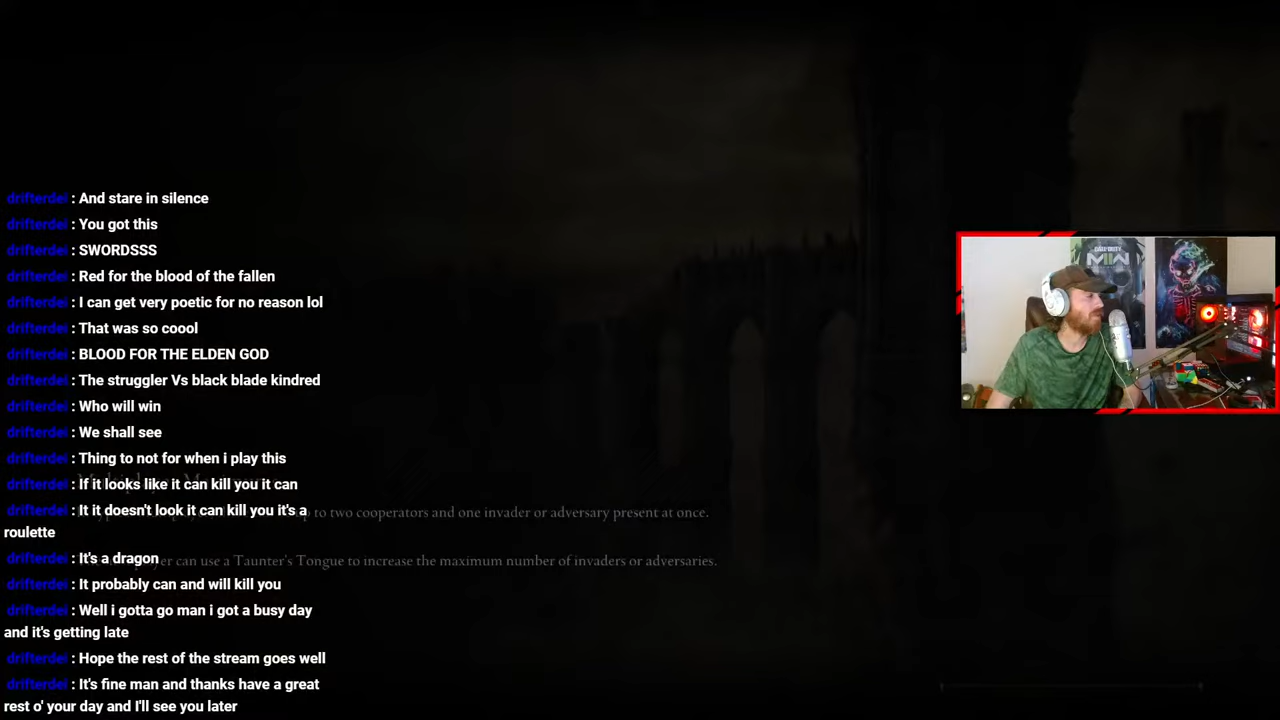 drifterdei : And stare in silence
drifterdei : You got this
drifterdei : SWORDSSS
drifterdei : Red for the blood of the fallen
drifterdei : I can get very poetic for no reason lol
drifterdei : That was so coool
drifterdei : BLOOD FOR THE ELDEN GOD
drifterdei : The struggler Vs black blade kindred
drifterdei : Who will win
drifterdei : We shall see
drifterdei : Thing to not for when i play this
drifterdei : If it looks like it can kill you it can
drifterdei : It it doesn't look it can kill you it's a
roulette
to two cooperators and one invader or adversary present at once.
drifterdei : It's a dragon
can use a Taunter's Tongue to increase the maximum number of invaders or adversaries.
drifterdei : It probably can and will kill you
drifterdei : Well i gotta go man i got a busy day
and it's getting late
drifterdei : Hope the rest of the stream goes well
drifterdei : It's fine man and thanks have a great
rest o' your day and I'll see you later
CALL DUTY
MW